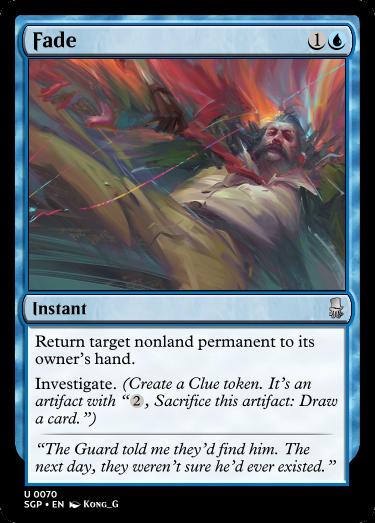 Fade 1
Instant
Return target nonland permanent to its
owner's hand.
Investigate. (Create a Clue token. It's an
artifact with “2, Sacrifice this artifact: Draw
a card.”)
“The Guard told me they'd find him. The
next day, they weren't sure he'd ever existed.”
U 0070
SGP • EN Kong_G